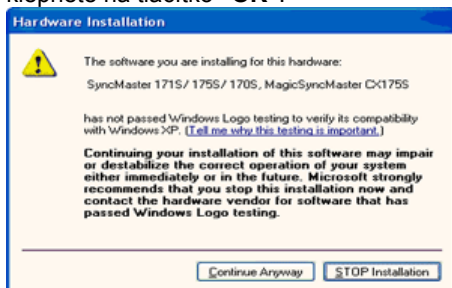 klepnete na tlačítko "OK".
Hardware Installation
The software you are installing for this hardware:
SyncMaster 171S/ 175S/ 170S, MagicSyncMaster CX175S
has not passed Windows Logo testing to verify its compatibility
with Windows XP. (Tell me why this testing is important.)
Continuing your installation of this software may impair
or destabilize the correct operation of your system
either immediately or in the future. Microsoft strongly
recommends that you stop this installation now and
contact the hardware vendor for software that has
passed Windows Logo testing.
Continue Anyway
STOP Installation